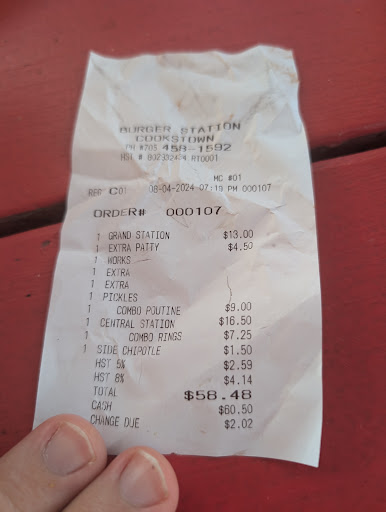 BURGER STATION
COOKSTOWN
PH #705 458-1592
HST # 802332424 RT0001
MC #01
REG C01 08-04-2024 07:19 PM 000107
ORDER# 000107
1 GRAND STATION $13.00
1 EXTRA PATTY $4.50
1 WORKS
1 EXTRA
1 EXTRA
1 PICKLES
1 COMBO POUTINE $9.00
1 CENTRAL STATION $16.50
1 COMBO RINGS $7.25
1 SIDE CHIPOTLE $1.50
HST 5% $2.59
HST 8% $4.14
TOTAL $58.48
CASH $60.50
CHANGE DUE $2.02